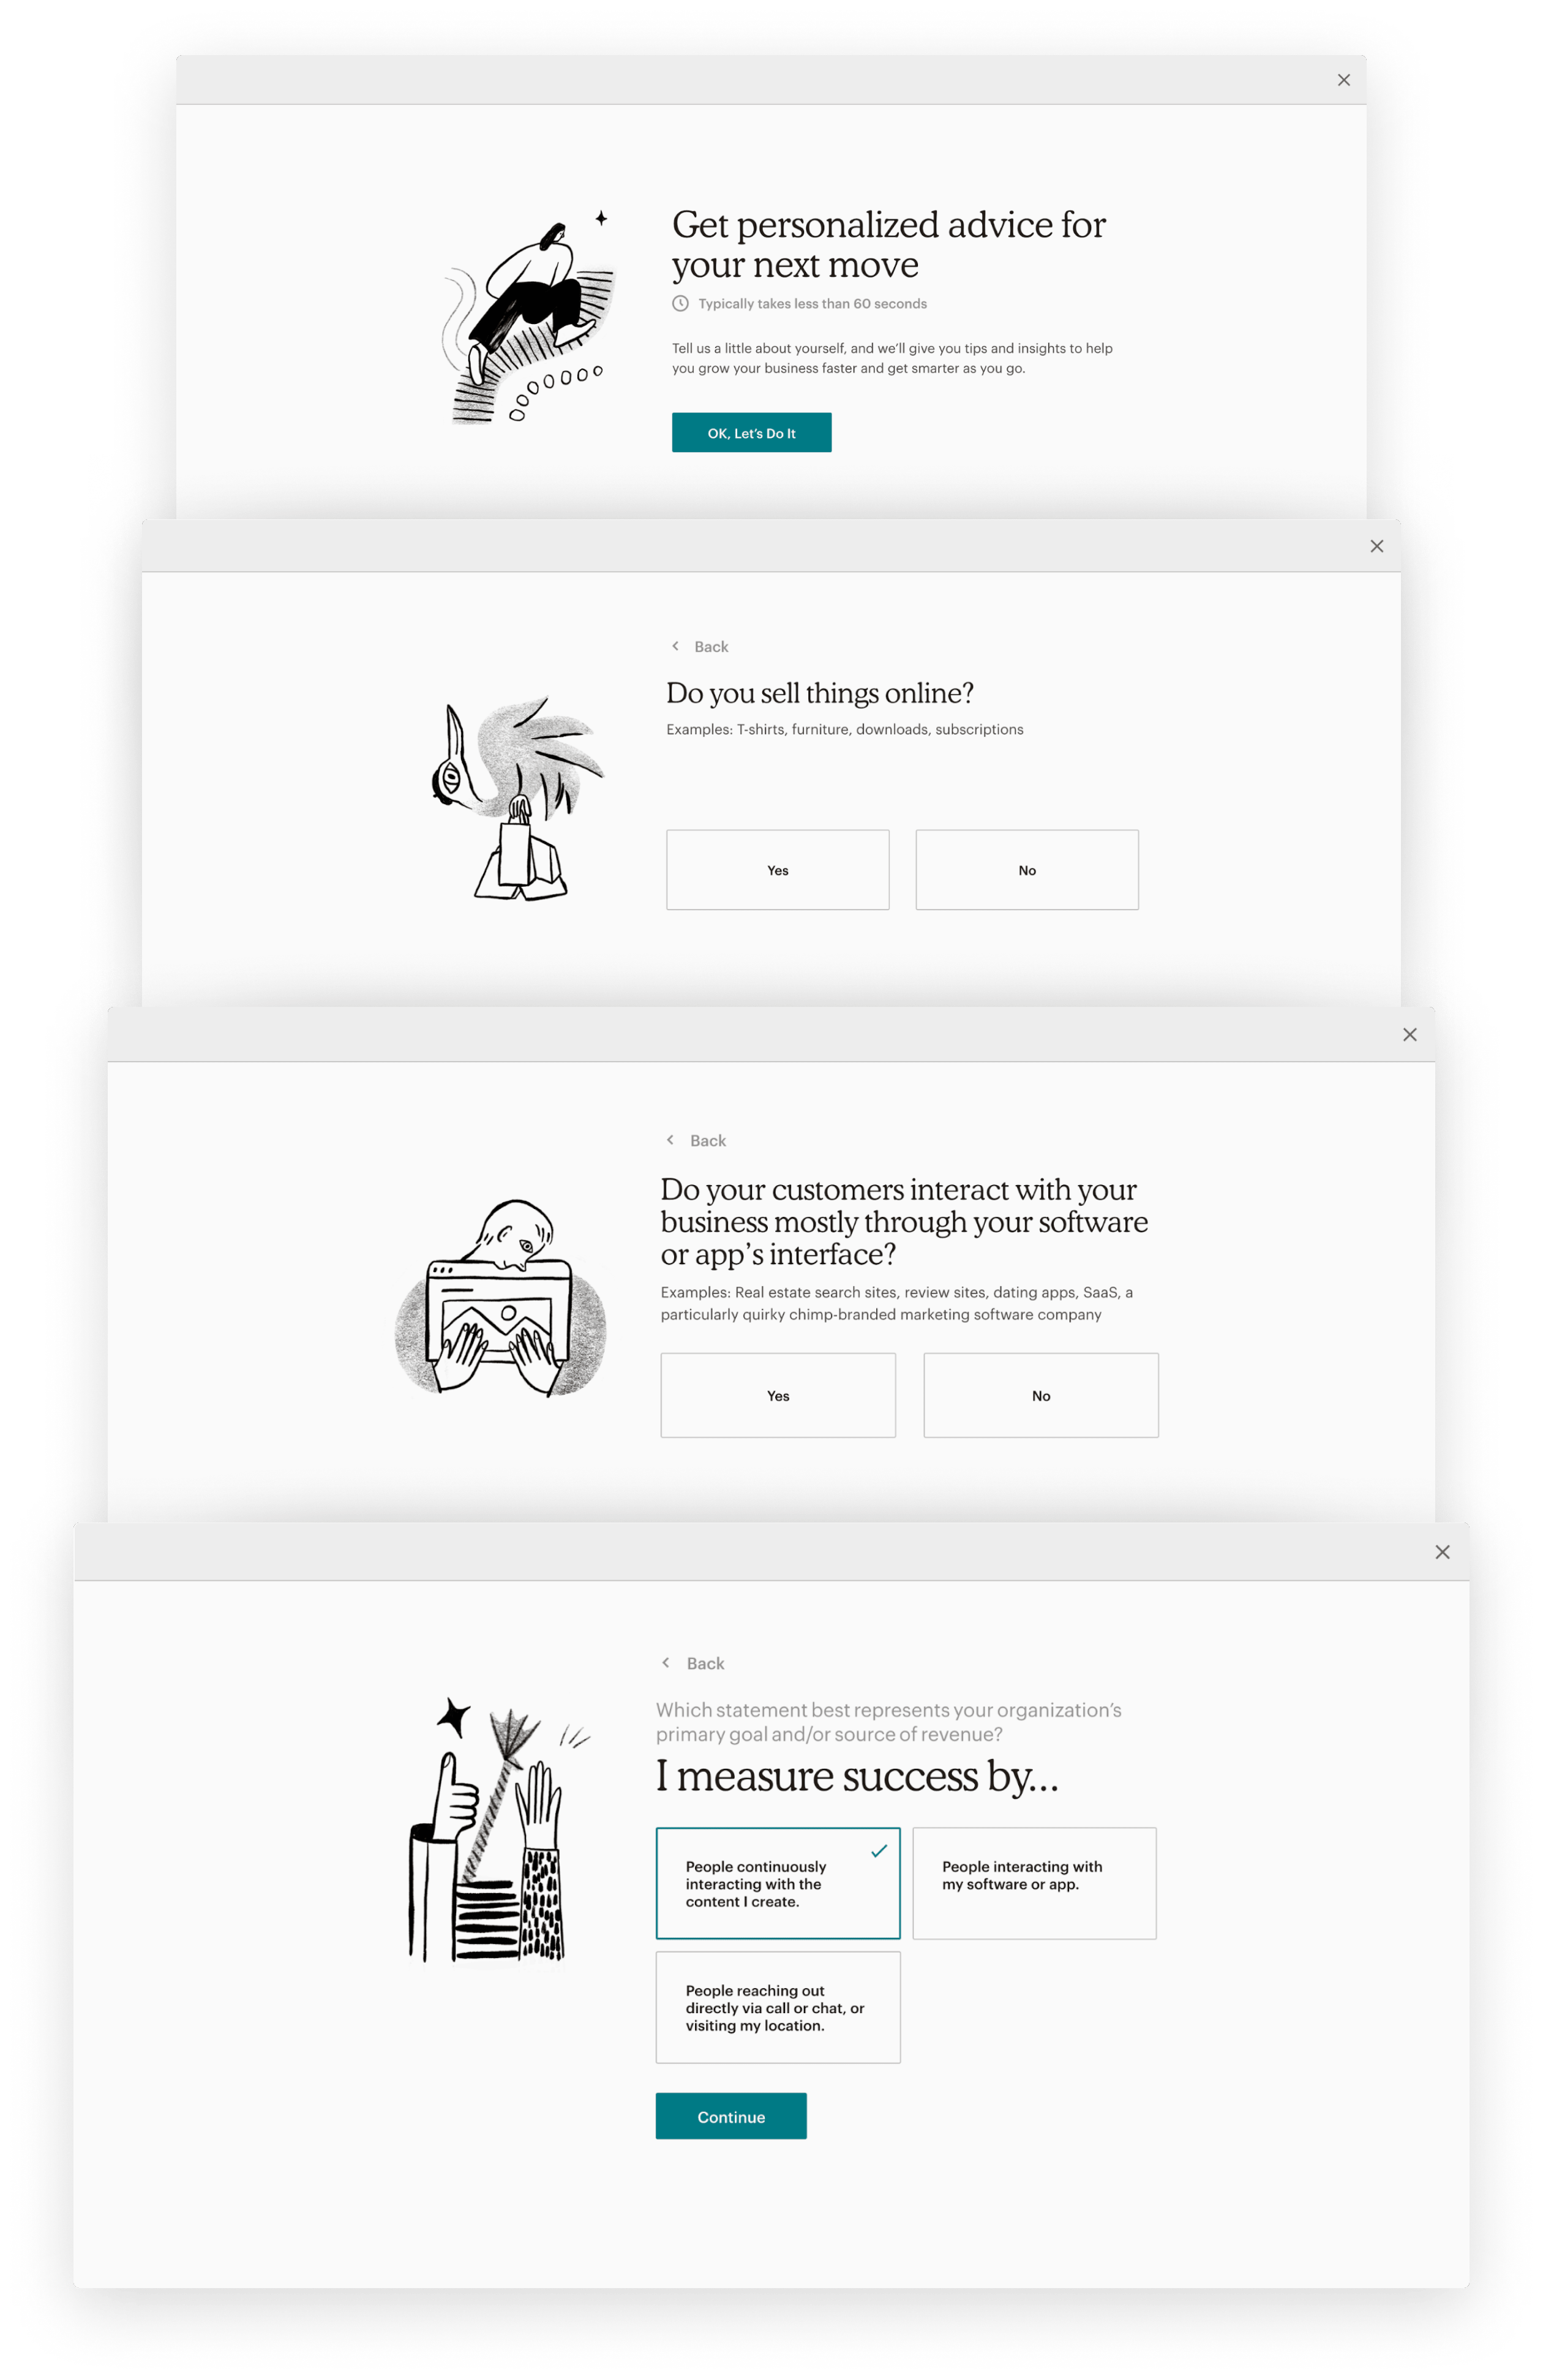 Get personalized advice for
your next move
Typically takes less than 60 seconds
Tell us a little about yourself, and we’ll give you tips and insights to help
you grow your business faster and get smarter as you go.
OK, Let’s Do It
Back
Do you sell things online?
Examples: T-shirts, furniture, downloads, subscriptions
Yes
No
Back
Do your customers interact with your
business mostly through your software
or app’s interface?
Examples: Real estate search sites, review sites, dating apps, SaaS, a
particularly quirky chimp-branded marketing software company
Yes
No
Back
Which statement best represents your organization’s
primary goal and/or source of revenue?
I measure success by…
People continuously
interacting with the
content I create.
People interacting with
my software or app.
People reaching out
directly via call or chat, or
visiting my location.
Continue